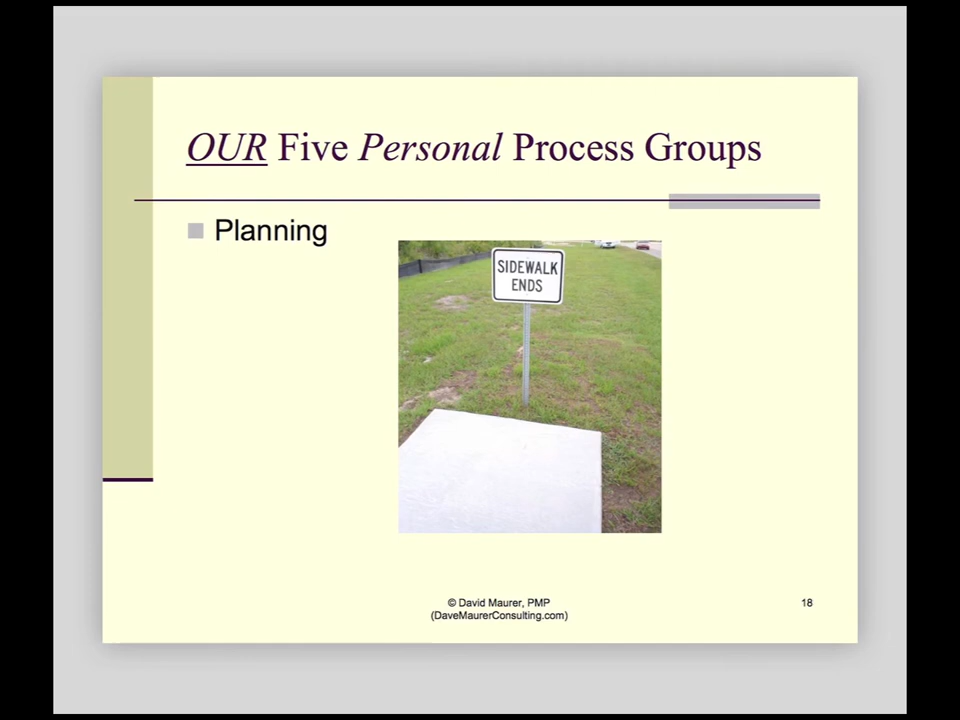 OUR Five Personal Process Groups
Planning
SIDEWALK
ENDS
© David Maurer, PMP
(DaveMaurerConsulting.com)
18